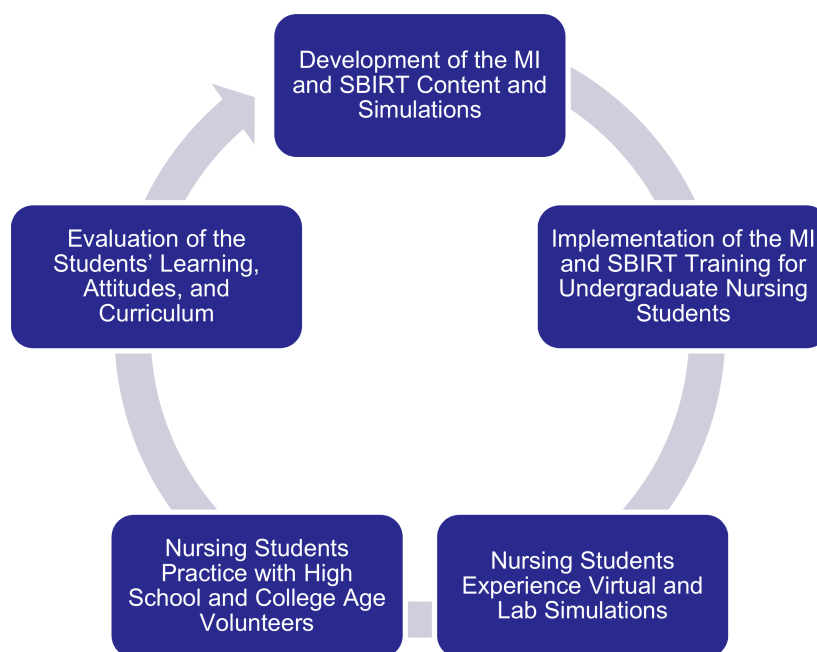 Development of the MI
and SBIRT Content and
Simulations
Implementation of the MI
and SBIRT Training for
Undergraduate Nursing
Students
Nursing Students
Experience Virtual and
Lab Simulations
Nursing Students
Practice with High
School and College Age
Volunteers
Evaluation of the
Students’ Learning,
Attitudes, and
Curriculum